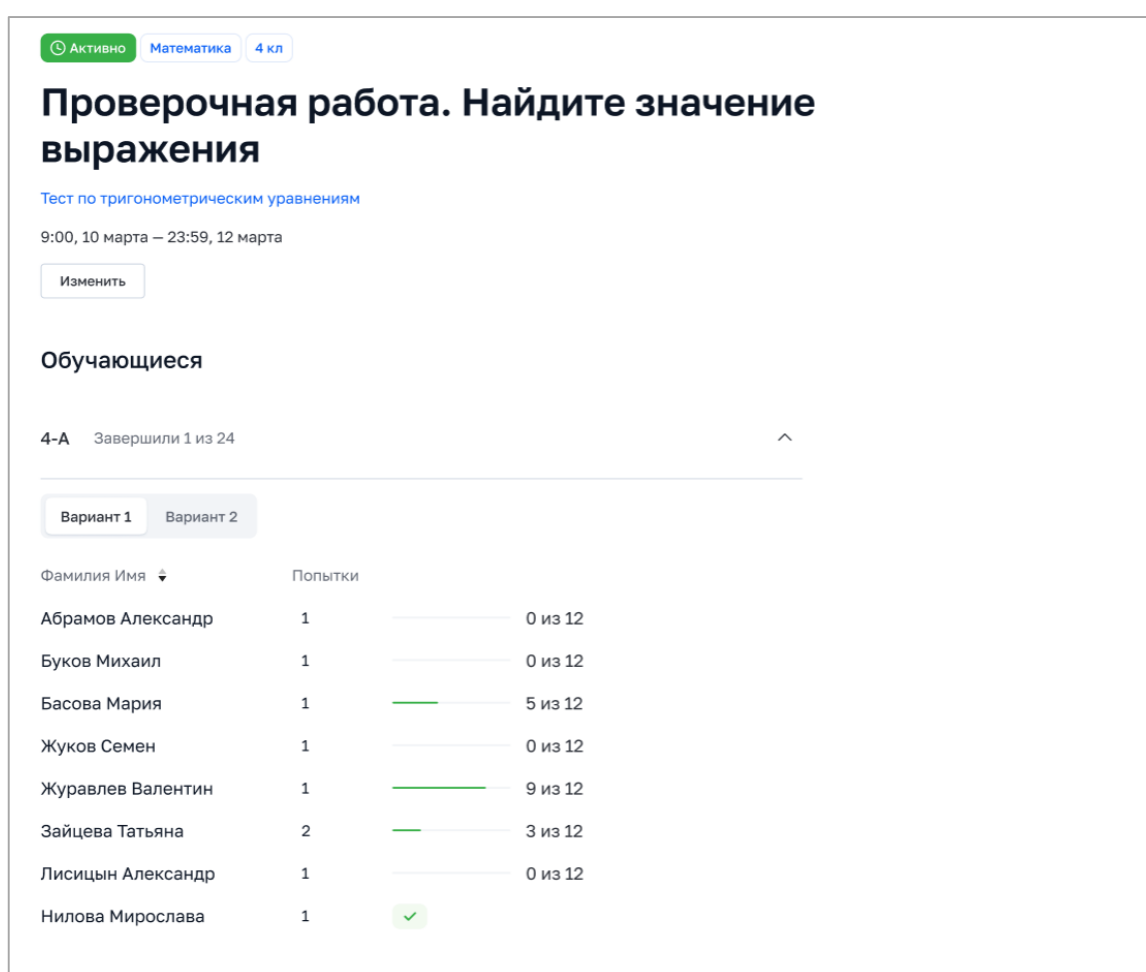 Активно Математика 4 кл
Проверочная работа. Найдите значение
выражения
Тест по тригонометрическим уравнениям
9:00, 10 марта — 23:59, 12 марта
Изменить
Обучающиеся
4-А Завершили 1 из 24
Вариант 1 Вариант 2
Фамилия Имя Попытки
Абрамов Александр 1 0 из 12
Буков Михаил 1 0 из 12
Басова Мария 1 5 из 12
Жуков Семен 1 0 из 12
Журавлев Валентин 1 9 из 12
Зайцева Татьяна 2 3 из 12
Лисицын Александр 1 0 из 12
Нилова Мирослава 1